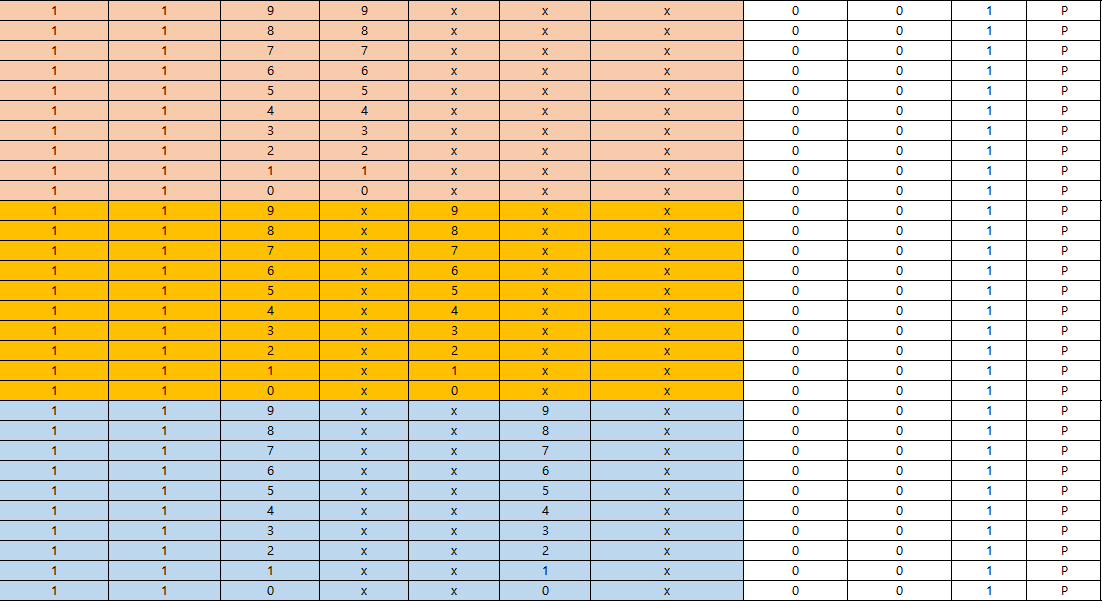 1 1 9 9 x x x 0 0 1 P
1 1 8 8 x x x 0 0 1 P
1 1 7 7 x x x 0 0 1 P
1 1 6 6 x x x 0 0 1 P
1 1 5 5 x x x 0 0 1 P
1 1 4 4 x x x 0 0 1 P
1 1 3 3 x x x 0 0 1 P
1 1 2 2 x x x 0 0 1 P
1 1 1 1 x x x 0 0 1 P
1 1 0 0 x x x 0 0 1 P
1 1 9 x 9 x x 0 0 1 P
1 1 8 x 8 x x 0 0 1 P
1 1 7 x 7 x x 0 0 1 P
1 1 6 x 6 x x 0 0 1 P
1 1 5 x 5 x x 0 0 1 P
1 1 4 x 4 x x 0 0 1 P
1 1 3 x 3 x x 0 0 1 P
1 1 2 x 2 x x 0 0 1 P
1 1 1 x 1 x x 0 0 1 P
1 1 0 x 0 x x 0 0 1 P
1 1 9 x x 9 x 0 0 1 P
1 1 8 x x 8 x 0 0 1 P
1 1 7 x x 7 x 0 0 1 P
1 1 6 x x 6 x 0 0 1 P
1 1 5 x x 5 x 0 0 1 P
1 1 4 x x 4 x 0 0 1 P
1 1 3 x x 3 x 0 0 1 P
1 1 2 x x 2 x 0 0 1 P
1 1 1 x x 1 x 0 0 1 P
1 1 0 x x 0 x 0 0 1 P